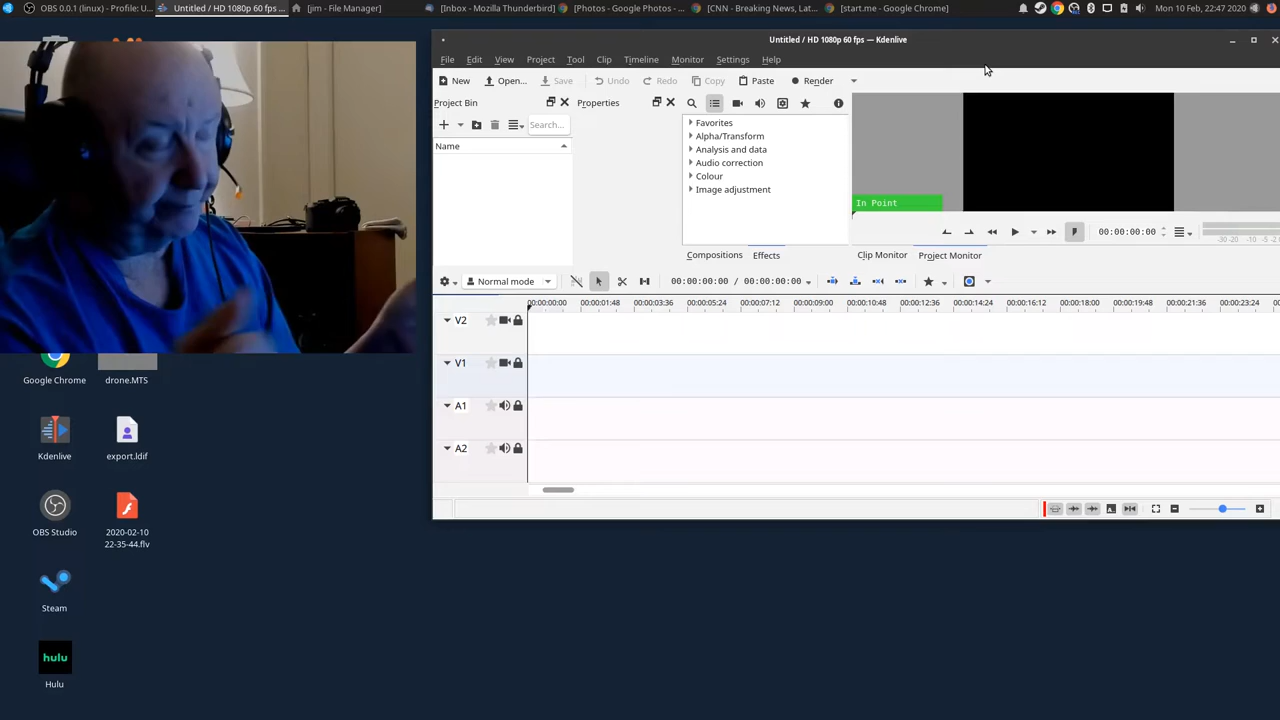 OBS 0.0.1 (linux) - Profile: U...
Untitled / HD 1080p 60 fps ...
[jim - File Manager]
[Inbox - Mozilla Thunderbird]
[Photos - Google Photo...
[CNN - Breaking News, Lat...
[start.me - Google Chrome]
Mon 10 Feb, 22:47 2020
Untitled / HD 1080p 60 fps — Kdenlive
File Edit View Project Tool Clip Timeline Monitor Settings Help
New Open... Save Undo Redo Copy Paste Render
Project Bin
Properties
Search...
Name
Favorites
Alpha/Transform
Analysis and data
Audio correction
Colour
Image adjustment
In Point
00:00:00:00
-30 -20 -10 -5 -2
Compositions Effects
Clip Monitor Project Monitor
Normal mode
00:00:00:00 / 00:00:00:00
00:00:00:00 00:00:01:48 00:00:03:36 00:00:05:24 00:00:07:12 00:00:09:00 00:00:10:48 00:00:12:36 00:00:14:24 00:00:16:12 00:00:18:00 00:00:19:48 00:00:21:36 00:00:23:24
V2
V1
A1
A2
Google Chrome
drone.MTS
Kdenlive
export.ldif
OBS Studio
2020-02-10
22-35-44.flv
Steam
hulu
Hulu